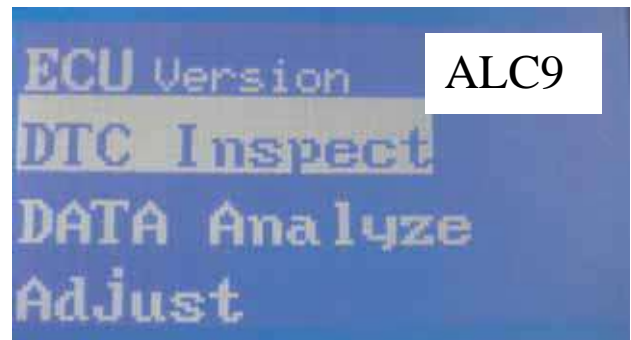 ECU Version
ALC9
DTC Inspect
DATA Analyze
Adjust